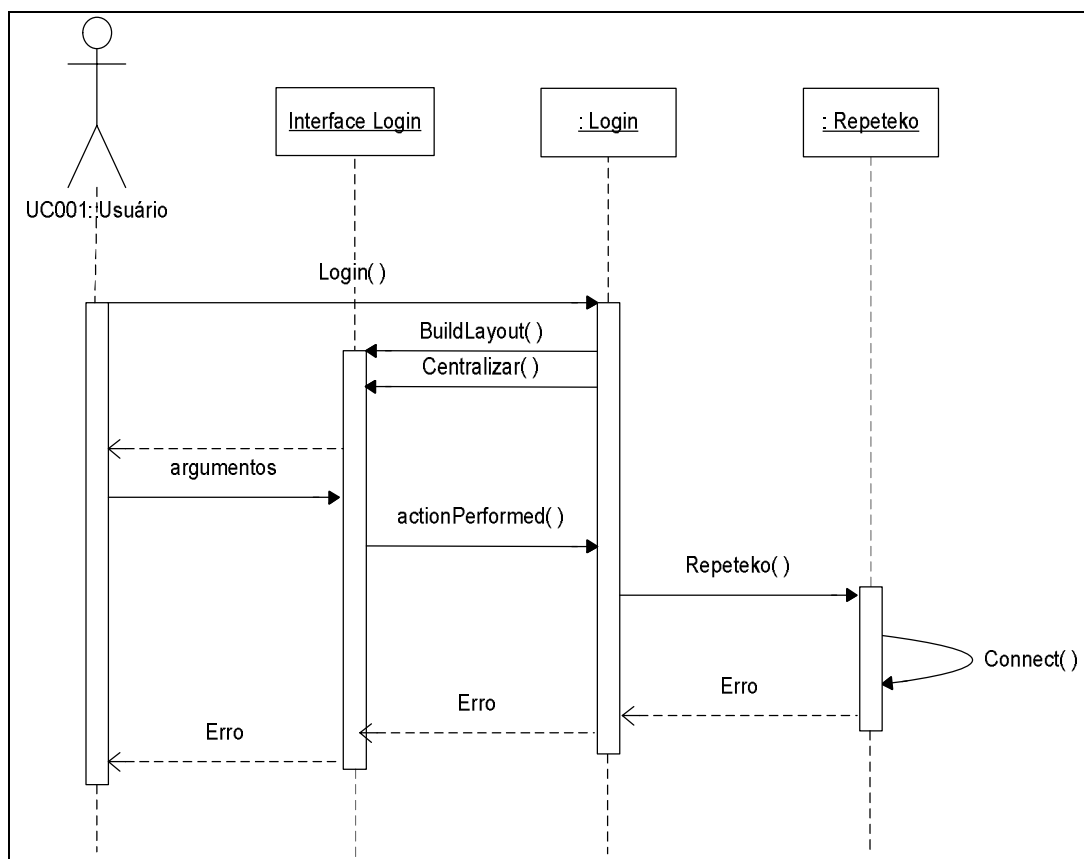 Interface Login
: Login
: Repeteko
UC001::Usuário
Login( )
BuildLayout( )
Centralizar( )
argumentos
actionPerformed( )
Repeteko( )
Connect( )
Erro
Erro
Erro